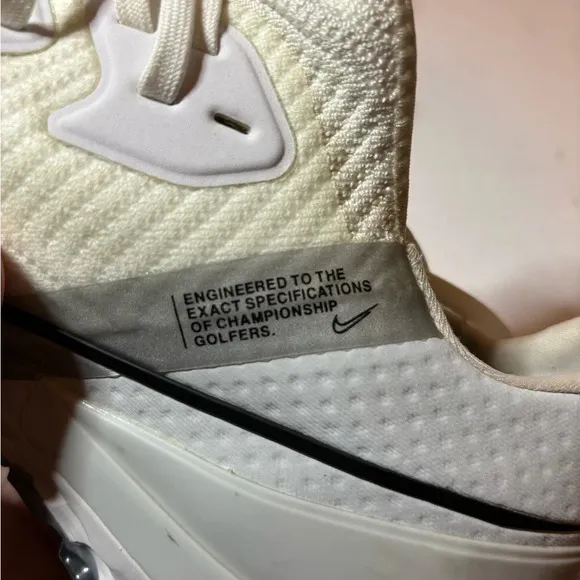 ENGINEERED TO THE
EXACT SPECIFICATIONS
OF CHAMPIONSHIP
GOLFERS.